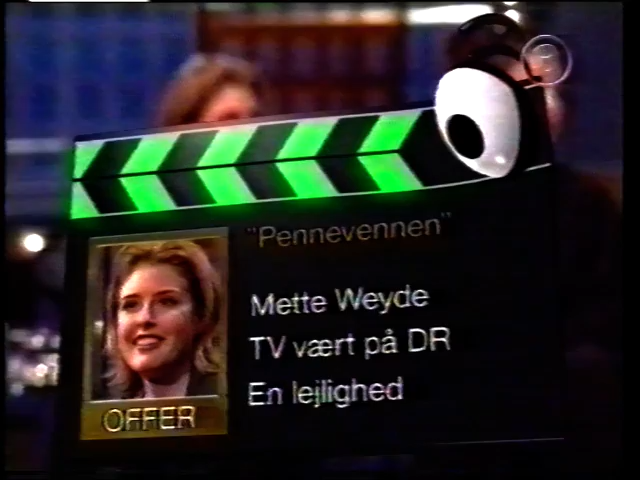 "Pennevennen"
Mette Weyde
TV vært på DR
En lejlighed
OFFER